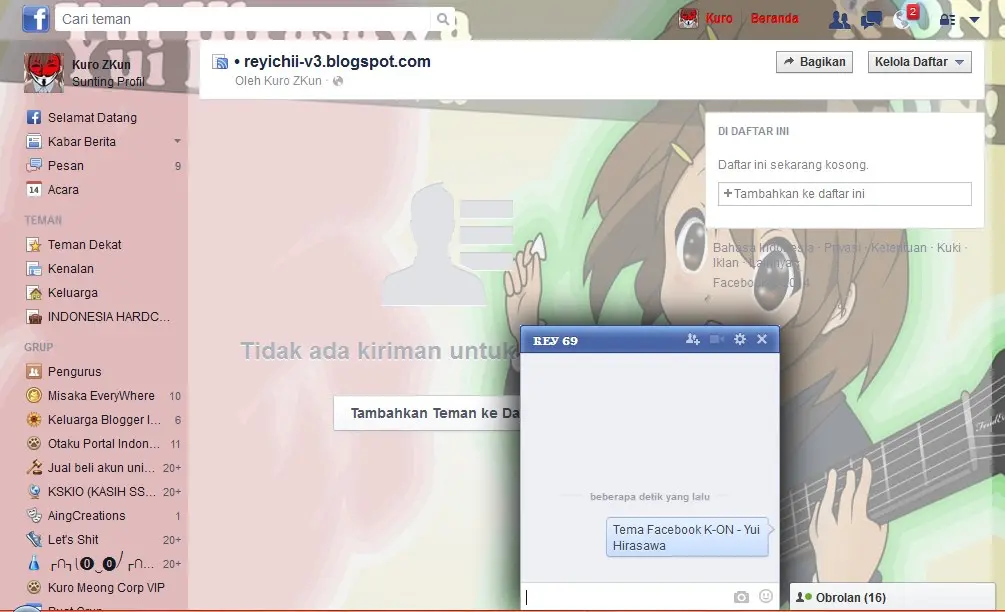 Yui Hirasawa
Cari teman
Kuro
Beranda
2
Kuro ZKun
Sunting Profil
• reyichii-v3.blogspot.com
Oleh Kuro ZKun ·
Bagikan
Kelola Daftar
Selamat Datang
Kabar Berita
Pesan 9
14 Acara
TEMAN
Teman Dekat
Kenalan
Keluarga
INDONESIA HARDC...
GRUP
Pengurus
Misaka EveryWhere 10
Keluarga Blogger I... 6
Otaku Portal Indon... 11
Jual beli akun uni... 20+
KSKIO (KASIH SS... 20+
AingCreations 1
Let's Shit 20+
┌∩┐(⓿_⓿)┌∩... 20+
Kuro Meong Corp VIP
DI DAFTAR INI
Daftar ini sekarang kosong.
+Tambahkan ke daftar ini
Bahasa Indonesia · Privasi · Ketentuan · Kuki ·
Iklan · Lainnya
Facebook © 2014
Tidak ada kiriman untuk
Tambahkan Teman ke Da
REY 69
beberapa detik yang lalu
Tema Facebook K-ON - Yui
Hirasawa
Obrolan (16)